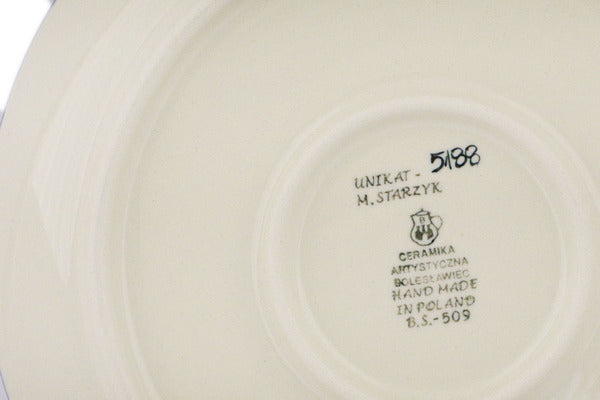 UNIKAT - 5188
M. STARZYK
B
CERAMIKA
ARTYSTYCZNA
BOLESŁAWIEC
HAND MADE
IN POLAND
B.S.-509